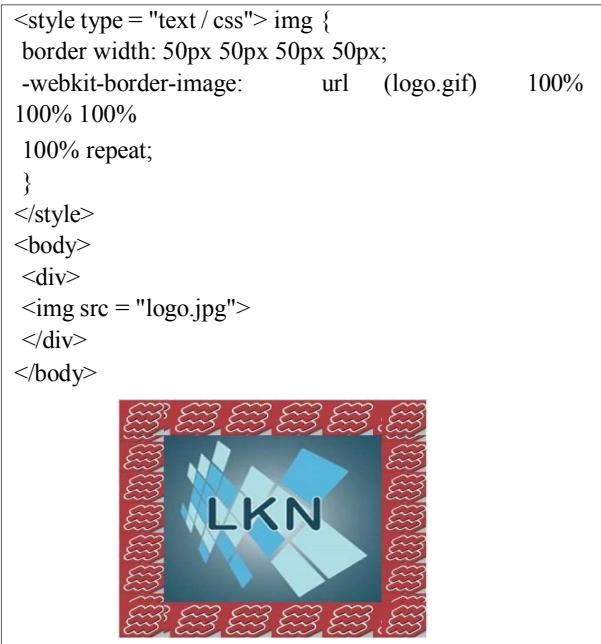 <style type = "text / css"> img {
border width: 50px 50px 50px 50px;
-webkit-border-image: url (logo.gif) 100%
100% 100%
100% repeat;
}
</style>
<body>
<div>
<img src = "logo.jpg">
</div>
</body>
LKN